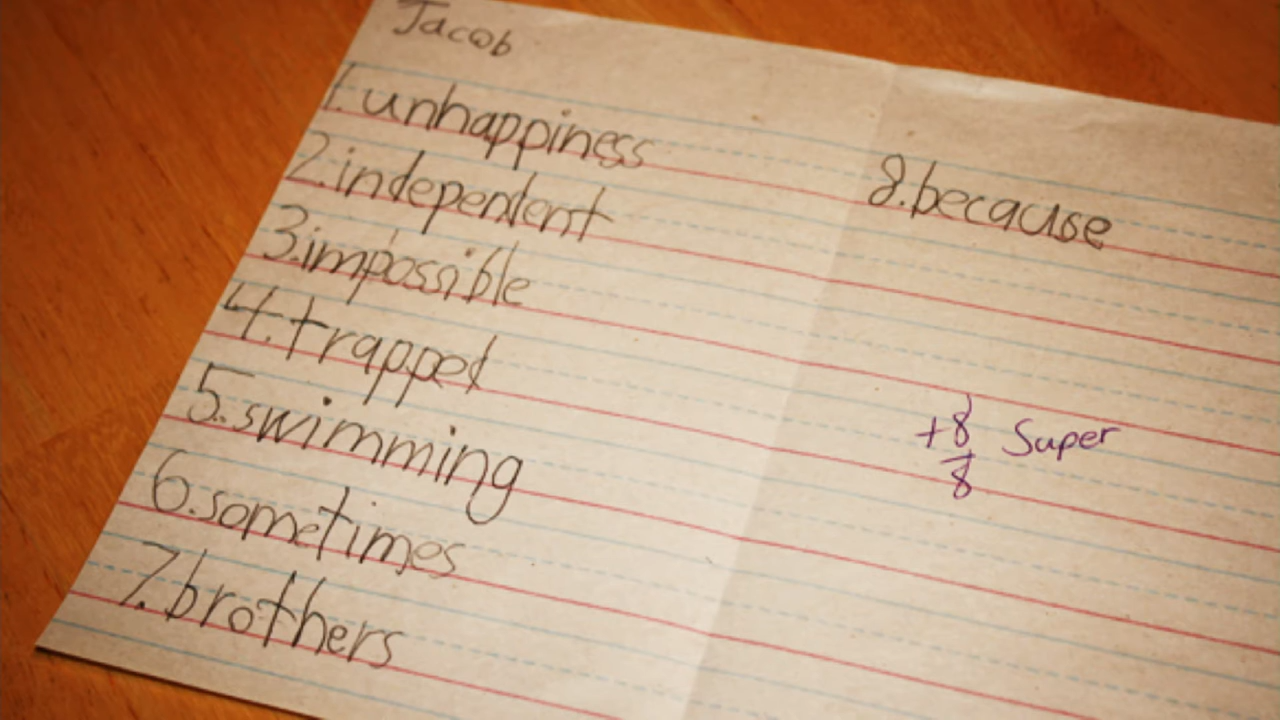 Jacob
1. unhappiness
2. independent
3. impossible
4. trapped
5. swimming
6. sometimes
7. brothers
8. because
+8 Super
8